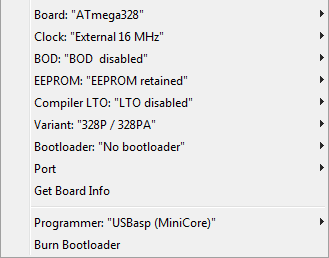 Board: "ATmega328"
Clock: "External 16 MHz"
BOD: "BOD  disabled"
EEPROM: "EEPROM retained"
Compiler LTO: "LTO disabled"
Variant: "328P / 328PA"
Bootloader: "No bootloader"
Port
Get Board Info
Programmer: "USBasp (MiniCore)"
Burn Bootloader